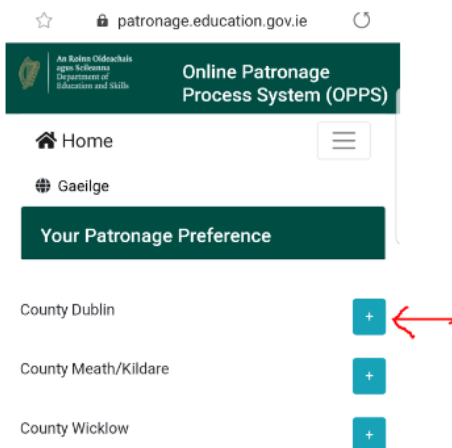 patronage.education.gov.ie
An Roinn Oideachais
agus Scileanna
Department of
Education and Skills
Online Patronage
Process System (OPPS)
Home
Gaeilge
Your Patronage Preference
County Dublin +
County Meath/Kildare +
County Wicklow +